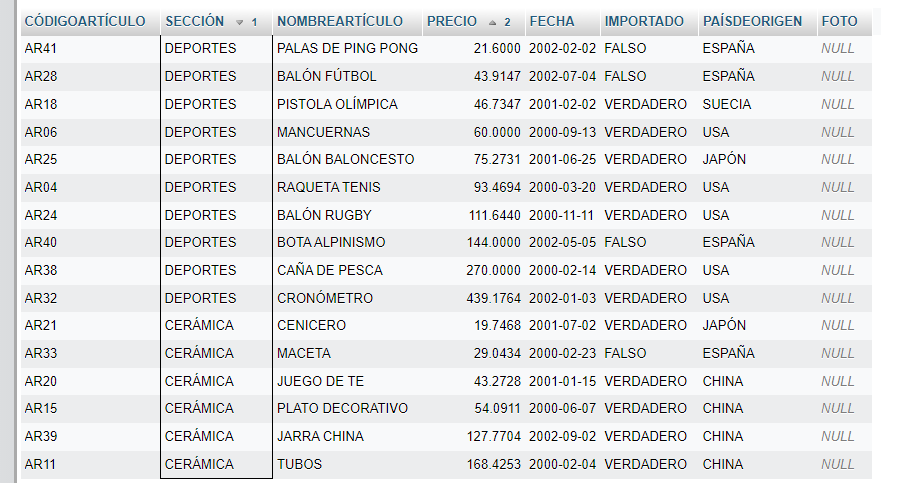 CÓDIGOARTÍCULO SECCIÓN 1 NOMBREARTÍCULO PRECIO 2 FECHA IMPORTADO PAÍSDEORIGEN FOTO
AR41 DEPORTES PALAS DE PING PONG 21.6000 2002-02-02 FALSO ESPAÑA NULL
AR28 DEPORTES BALÓN FÚTBOL 43.9147 2002-07-04 FALSO ESPAÑA NULL
AR18 DEPORTES PISTOLA OLÍMPICA 46.7347 2001-02-02 VERDADERO SUECIA NULL
AR06 DEPORTES MANCUERNAS 60.0000 2000-09-13 VERDADERO USA NULL
AR25 DEPORTES BALÓN BALONCESTO 75.2731 2001-06-25 VERDADERO JAPÓN NULL
AR04 DEPORTES RAQUETA TENIS 93.4694 2000-03-20 VERDADERO USA NULL
AR24 DEPORTES BALÓN RUGBY 111.6440 2000-11-11 VERDADERO USA NULL
AR40 DEPORTES BOTA ALPINISMO 144.0000 2002-05-05 FALSO ESPAÑA NULL
AR38 DEPORTES CAÑA DE PESCA 270.0000 2000-02-14 VERDADERO USA NULL
AR32 DEPORTES CRONÓMETRO 439.1764 2002-01-03 VERDADERO USA NULL
AR21 CERÁMICA CENICERO 19.7468 2001-07-02 VERDADERO JAPÓN NULL
AR33 CERÁMICA MACETA 29.0434 2000-02-23 FALSO ESPAÑA NULL
AR20 CERÁMICA JUEGO DE TE 43.2728 2001-01-15 VERDADERO CHINA NULL
AR15 CERÁMICA PLATO DECORATIVO 54.0911 2000-06-07 VERDADERO CHINA NULL
AR39 CERÁMICA JARRA CHINA 127.7704 2002-09-02 VERDADERO CHINA NULL
AR11 CERÁMICA TUBOS 168.4253 2000-02-04 VERDADERO CHINA NULL